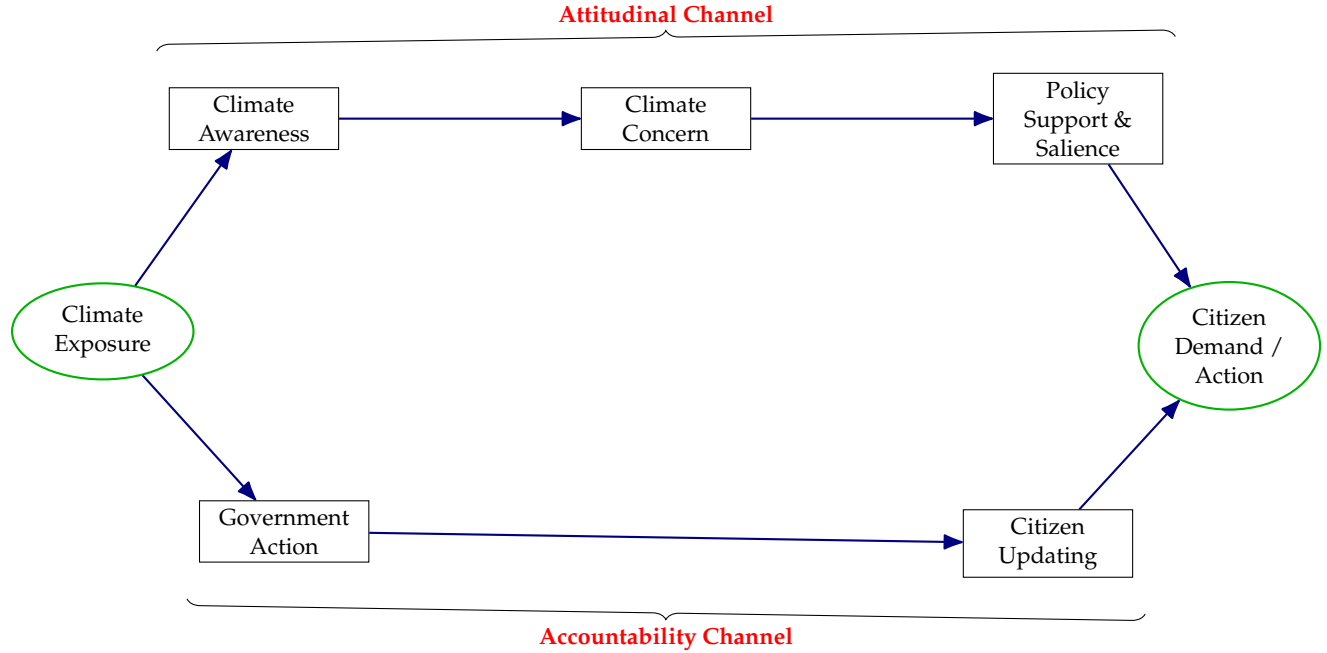 Attitudinal Channel
Climate
Awareness
Climate
Concern
Policy
Support &
Salience
Climate
Exposure
Citizen
Demand /
Action
Government
Action
Citizen
Updating
Accountability Channel